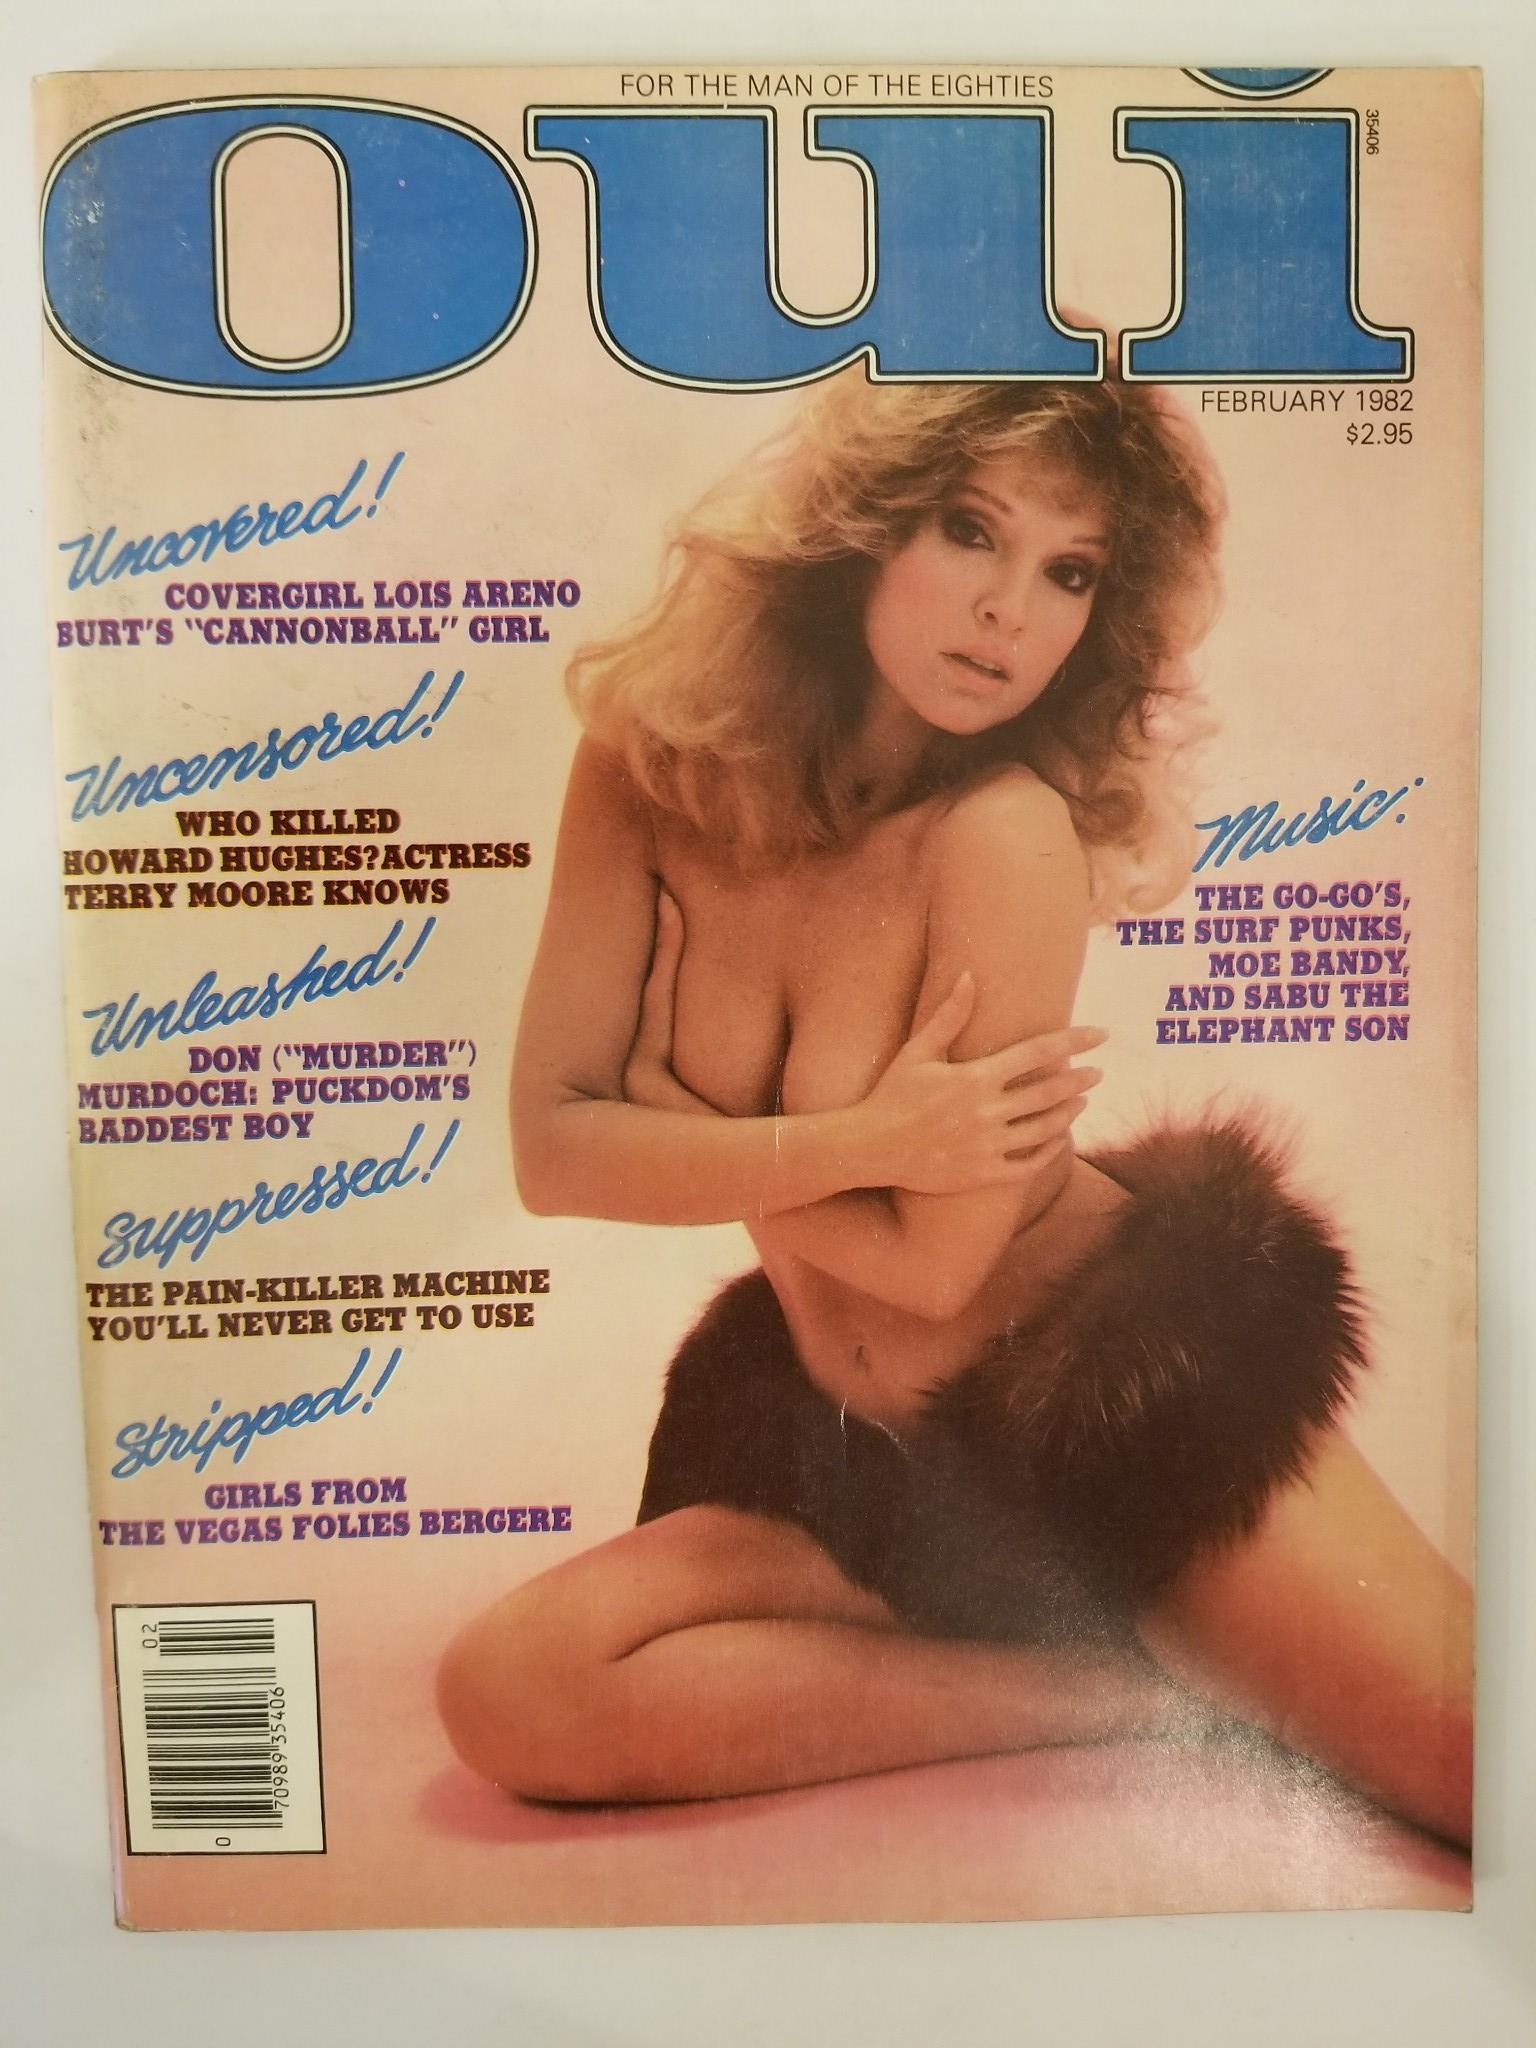 FOR THE MAN OF THE EIGHTIES
oui
35406
FEBRUARY 1982
$2.95
Uncovered!
COVERGIRL LOIS ARENO
BURT'S "CANNONBALL" GIRL
Uncensored!
WHO KILLED
HOWARD HUGHES? ACTRESS
TERRY MOORE KNOWS
Unleashed!
DON ("MURDER")
MURDOCH: PUCKDOM'S
BADDEST BOY
Suppressed!
THE PAIN-KILLER MACHINE
YOU'LL NEVER GET TO USE
Stripped!
GIRLS FROM
THE VEGAS FOLIES BERGERE
Music:
THE GO-GO'S,
THE SURF PUNKS,
MOE BANDY,
AND SABU THE
ELEPHANT SON
02
0 70989 35406